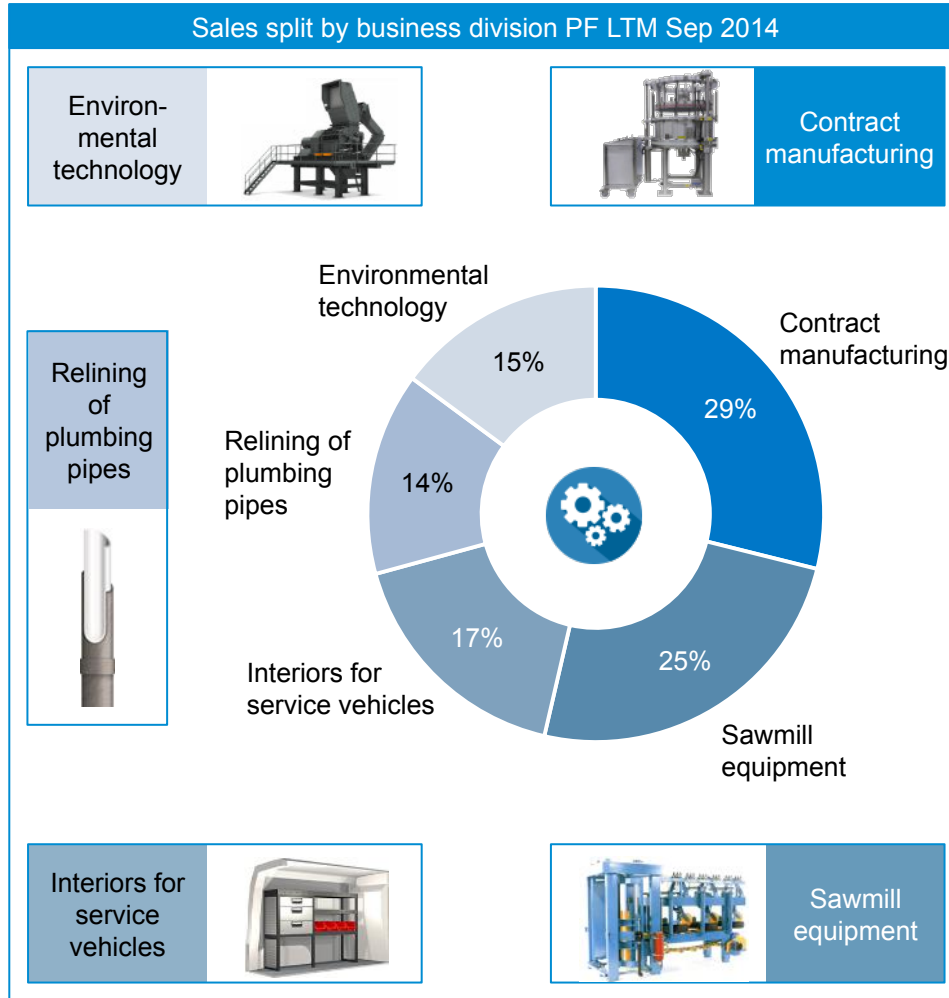 Sales split by business division PF LTM Sep 2014
Environ-
mental
technology
Contract
manufacturing
Environmental
technology
Contract
manufacturing
15%
29%
Relining
of
plumbing
pipes
Relining of
plumbing
pipes
14%
17%
25%
Interiors for
service vehicles
Sawmill
equipment
Interiors for
service
vehicles
Sawmill
equipment